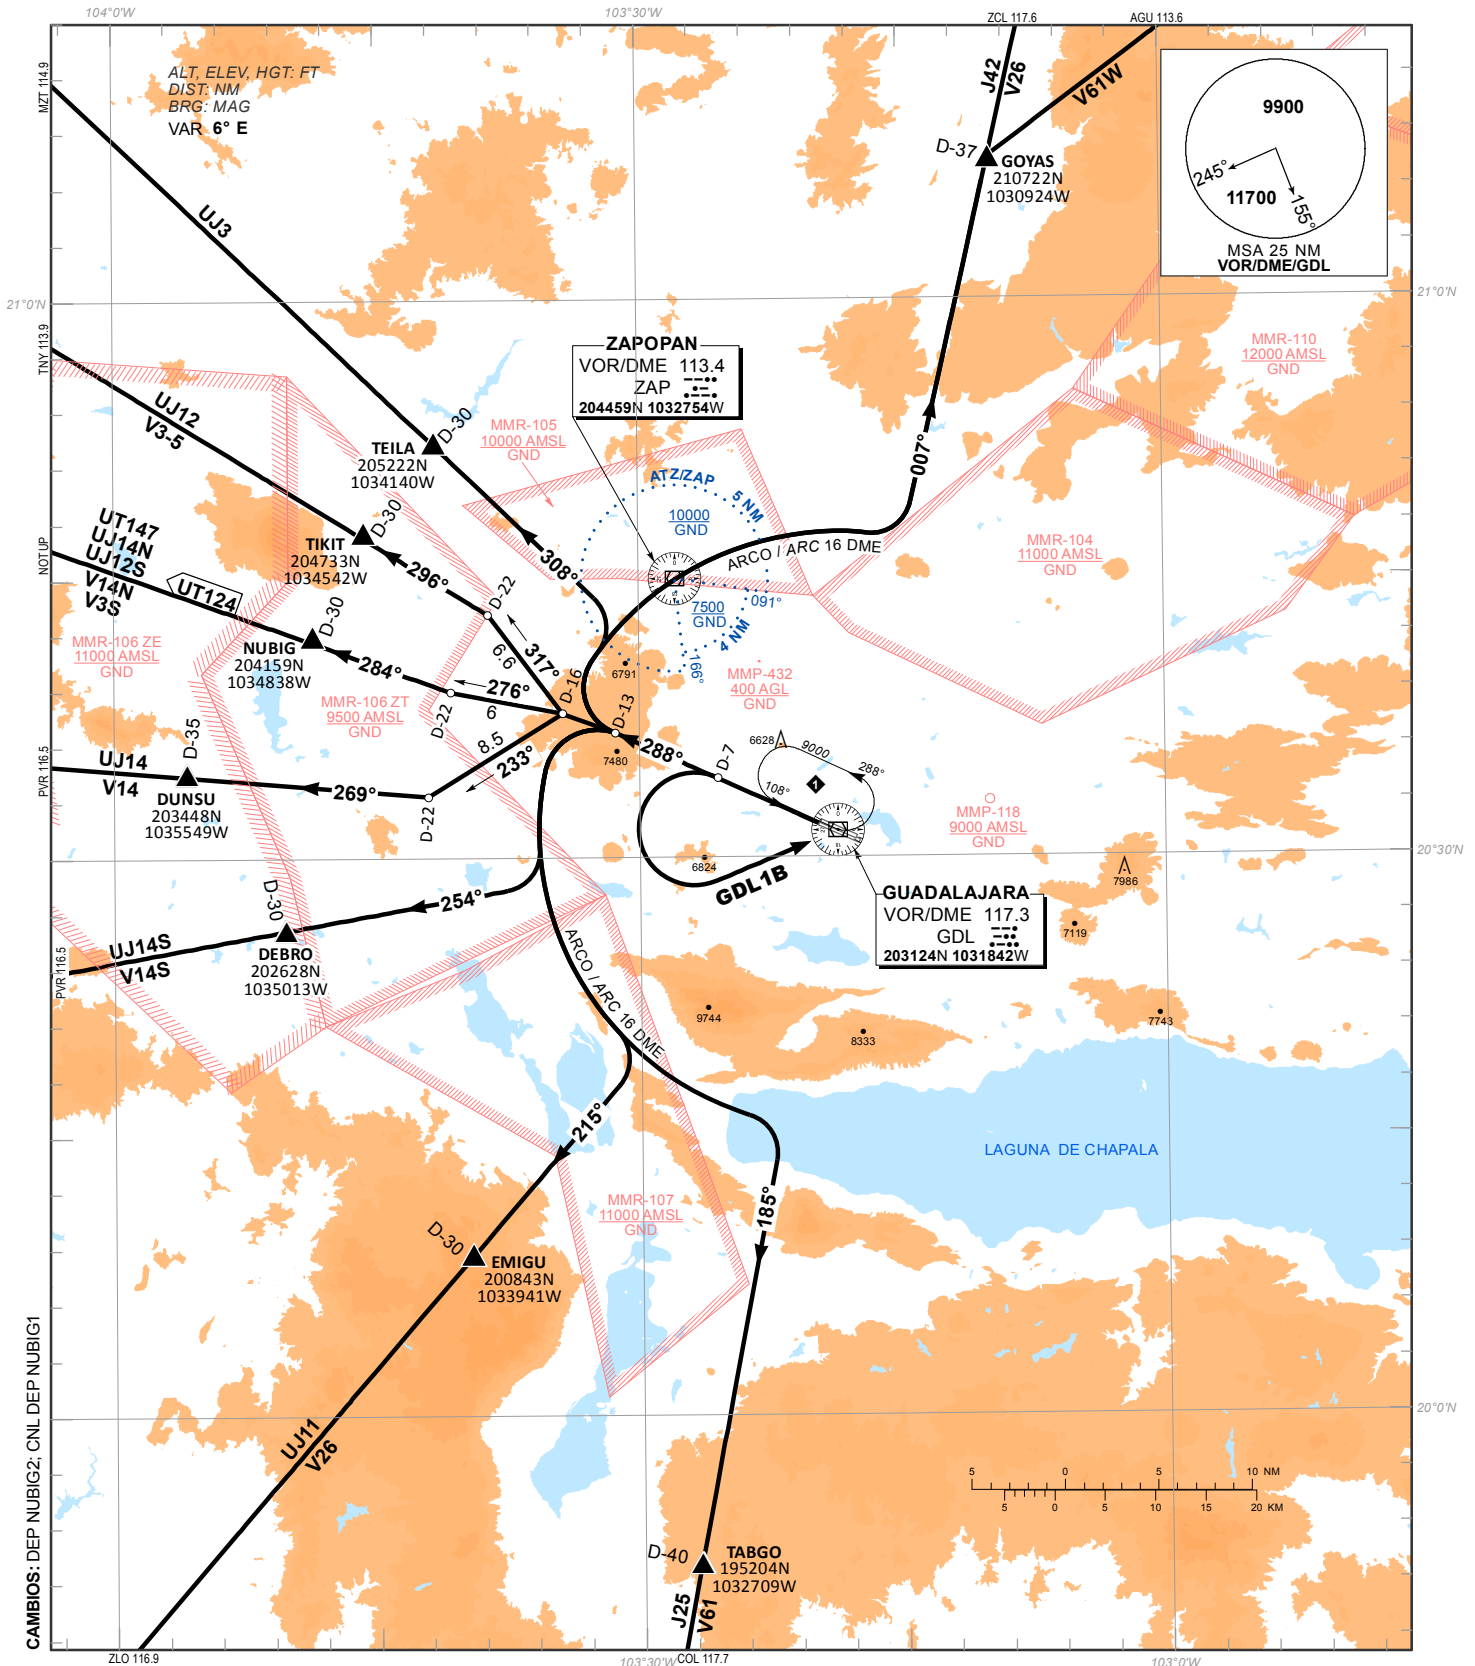 104°0'W
103°30'W
ZCL 117.6
AGU 113.6
MZT 114.9
ALT, ELEV, HGT: FT
DIST: NM
BRG: MAG
VAR 6° E
J42
V26
V61W
9900
245°
11700
155°
MSA 25 NM
VOR/DME/GDL
D-37
GOYAS
210722N
1030924W
UJ3
21°0'N
21°0'N
TNY 113.9
ZAPOPAN
VOR/DME 113.4
ZAP
204459N 1032754W
MMR-110
12000 AMSL
GND
UJ12
V3-5
D-30
TEILA
205222N
1034140W
MMR-105
10000 AMSL
GND
007°
ATZ/ZAP
5 NM
10000
GND
UT147
UJ14N
UJ12S
V14N
V3S
NOTUP
D-30
TIKIT
204733N
1034542W
308°
ARCO / ARC 16 DME
MMR-104
11000 AMSL
GND
296°
UT124
D-22
091°
7500
GND
4 NM
D-30
MMR-106 ZE
11000 AMSL
GND
NUBIG
204159N
1034838W
284°
6.6
317°
166°
6791
MMP-432
400 AGL
GND
276°
6
D-16
D-13
MMR-106 ZT
9500 AMSL
GND
D-22
8.5
233°
7480
288°
D-7
6628
9000
288°
1
108°
PVR 116.5
UJ14
V14
D-35
DUNSU
203448N
1035549W
269°
D-22
MMP-118
9000 AMSL
GND
20°30'N
6824
GDL1B
7986
GUADALAJARA
VOR/DME 117.3
GDL
203124N 1031842W
7119
D-30
254°
UJ14S
V14S
PVR 116.5
DEBRO
202628N
1035013W
ARCO / ARC 16 DME
9744
8333
7743
215°
LAGUNA DE CHAPALA
MMR-107
11000 AMSL
GND
185°
D-30
EMIGU
200843N
1033941W
20°0'N
UJ11
V26
5 0 5 10 NM
5 0 5 10 15 20 KM
D-40
TABGO
195204N
1032709W
J25
V61
CAMBIOS: DEP NUBIG2; CNL DEP NUBIG1
ZLO 116.9
103°30'W
COL 117.7
103°0'W